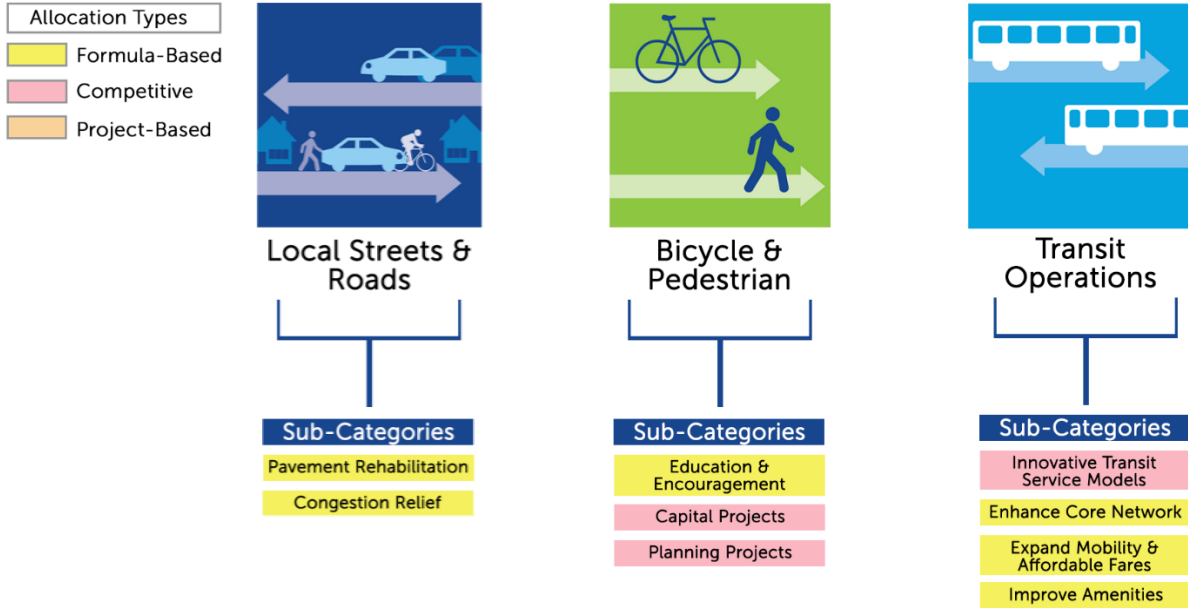 Allocation Types
Formula-Based
Competitive
Project-Based
Local Streets &
Roads
Sub-Categories
Pavement Rehabilitation
Congestion Relief
Bicycle &
Pedestrian
Sub-Categories
Education &
Encouragement
Capital Projects
Planning Projects
Transit
Operations
Sub-Categories
Innovative Transit
Service Models
Enhance Core Network
Expand Mobility &
Affordable Fares
Improve Amenities